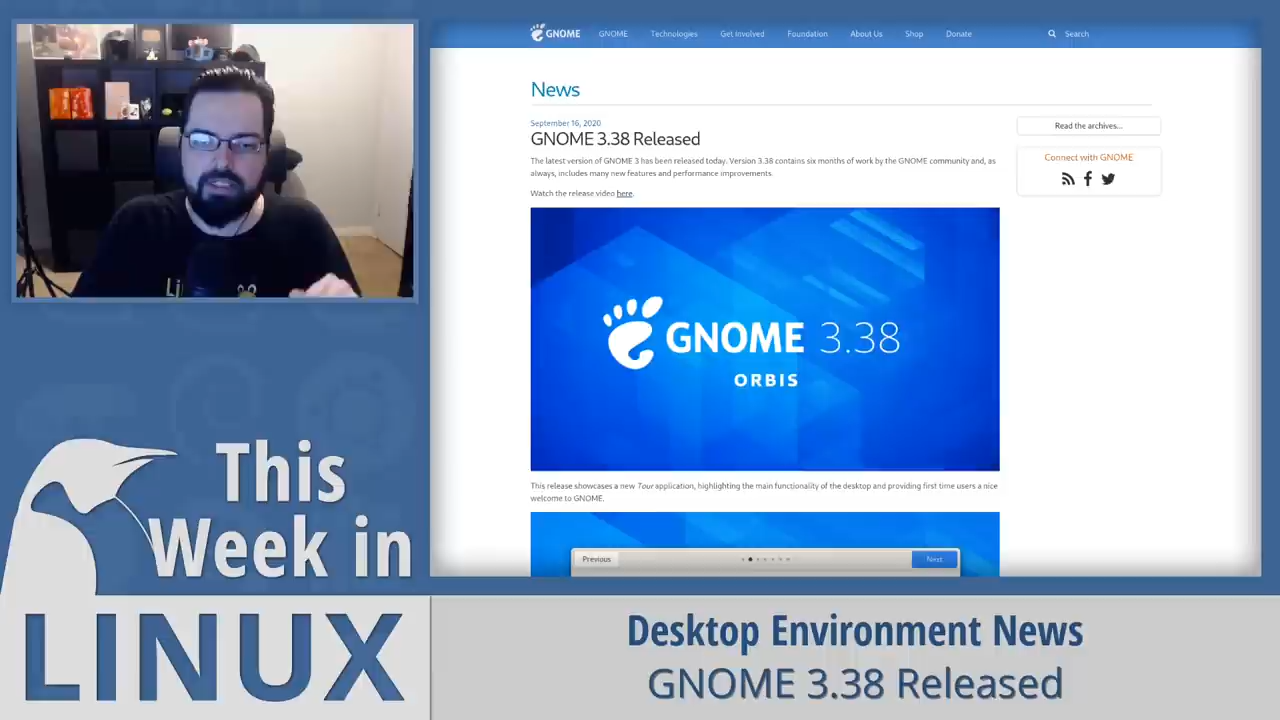 GNOME
GNOME
Technologies
Get Involved
Foundation
About Us
Shop
Donate
Search
News
September 16, 2020
GNOME 3.38 Released
The latest version of GNOME 3 has been released today. Version 3.38 contains six months of work by the GNOME community and, as
always, includes many new features and performance improvements.
Watch the release video here.
Read the archives...
Connect with GNOME
GNOME 3.38
ORBIS
This release showcases a new Tour application, highlighting the main functionality of the desktop and providing first time users a nice
welcome to GNOME.
Previous
Next
This
Week in
LINUX
Desktop Environment News
GNOME 3.38 Released